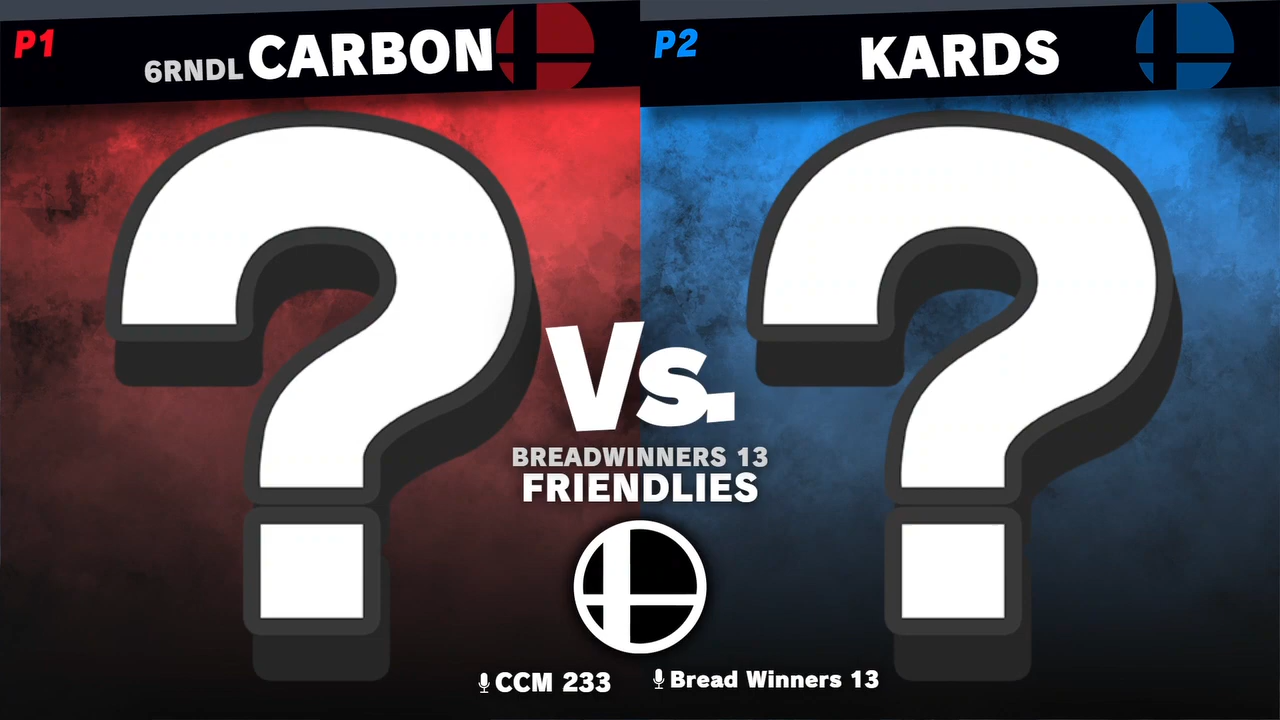 P1
6RNDL CARBON
P2
KARDS
?
?
Vs.
BREADWINNERS 13
FRIENDLIES
CCM 233
Bread Winners 13